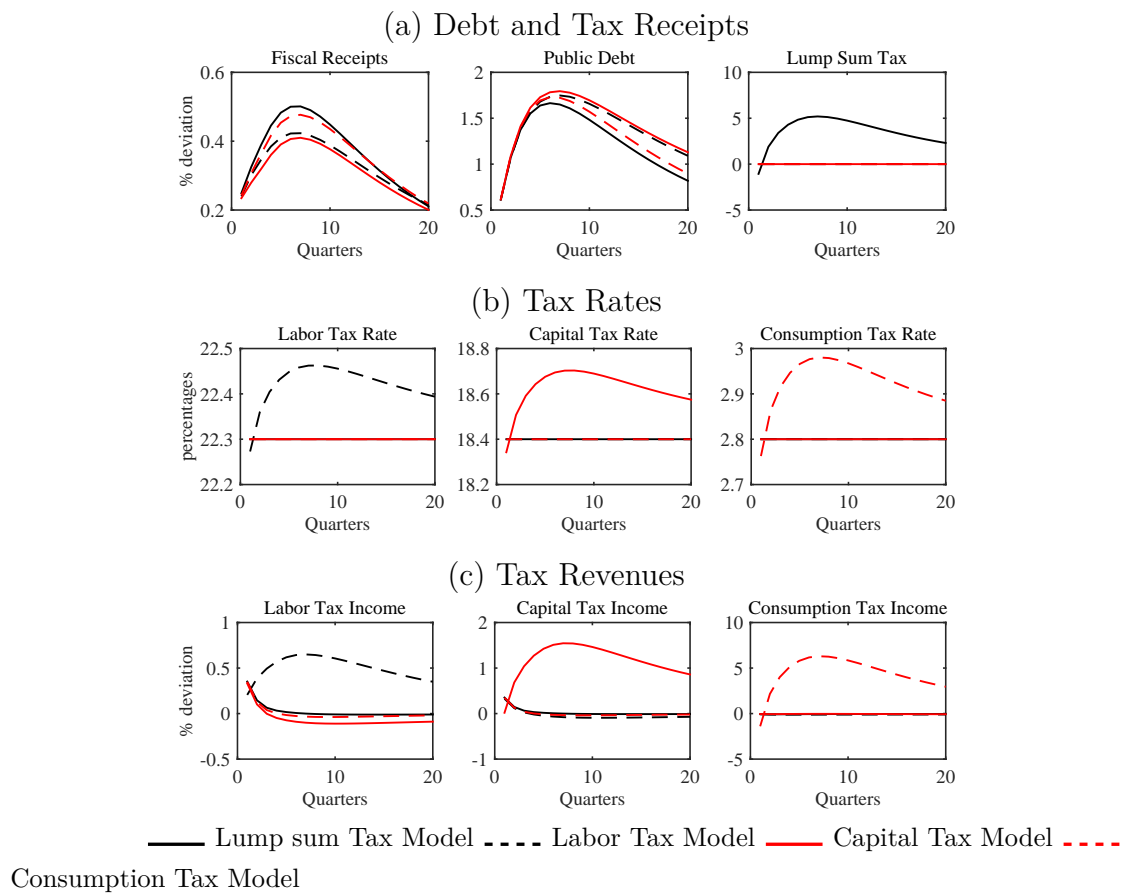 (a) Debt and Tax Receipts
Fiscal Receipts Public Debt Lump Sum Tax
% deviation
0.6
0.4
0.2
0 10 20
Quarters
2
1.5
1
0.5
0 10 20
Quarters
10
5
0
-5
0 10 20
Quarters
(b) Tax Rates
Labor Tax Rate Capital Tax Rate Consumption Tax Rate
percentages
22.5
22.4
22.3
22.2
0 10 20
Quarters
18.8
18.6
18.4
18.2
0 10 20
Quarters
3
2.9
2.8
2.7
0 10 20
Quarters
(c) Tax Revenues
Labor Tax Income Capital Tax Income Consumption Tax Income
% deviation
1
0.5
0
-0.5
0 10 20
Quarters
2
1
0
-1
0 10 20
Quarters
10
5
0
-5
0 10 20
Quarters
Lump sum Tax Model Labor Tax Model Capital Tax Model
Consumption Tax Model